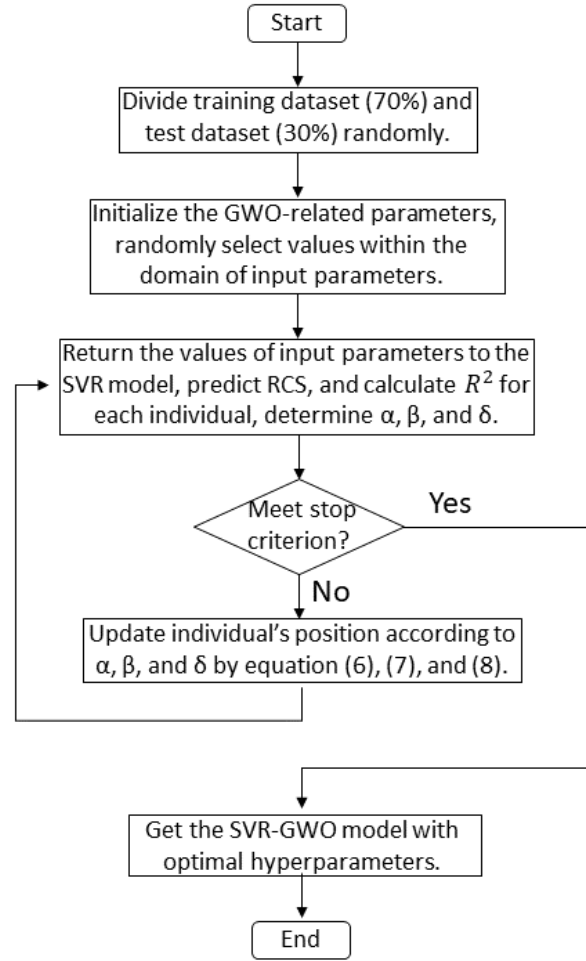 Start
Divide training dataset (70%) and
test dataset (30%) randomly.
Initialize the GWO-related parameters,
randomly select values within the
domain of input parameters.
Return the values of input parameters to the
SVR model, predict RCS, and calculate R² for
each individual, determine α, β, and δ.
Meet stop
criterion?
Yes
No
Update individual's position according to
α, β, and δ by equation (6), (7), and (8).
Get the SVR-GWO model with
optimal hyperparameters.
End